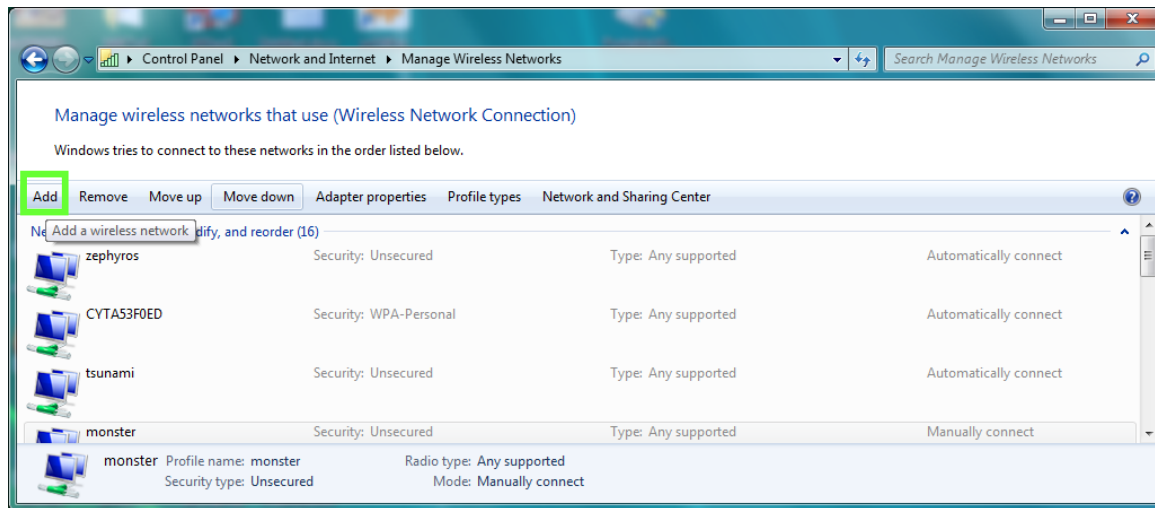 Control Panel ▸ Network and Internet ▸ Manage Wireless Networks
Search Manage Wireless Networks
Manage wireless networks that use (Wireless Network Connection)
Windows tries to connect to these networks in the order listed below.
Add Remove Move up Move down Adapter properties Profile types Network and Sharing Center
Add a wireless network
dify, and reorder (16)
zephyros Security: Unsecured Type: Any supported Automatically connect
CYTA53F0ED Security: WPA-Personal Type: Any supported Automatically connect
tsunami Security: Unsecured Type: Any supported Automatically connect
monster Security: Unsecured Type: Any supported Manually connect
monster Profile name: monster Radio type: Any supported
Security type: Unsecured Mode: Manually connect